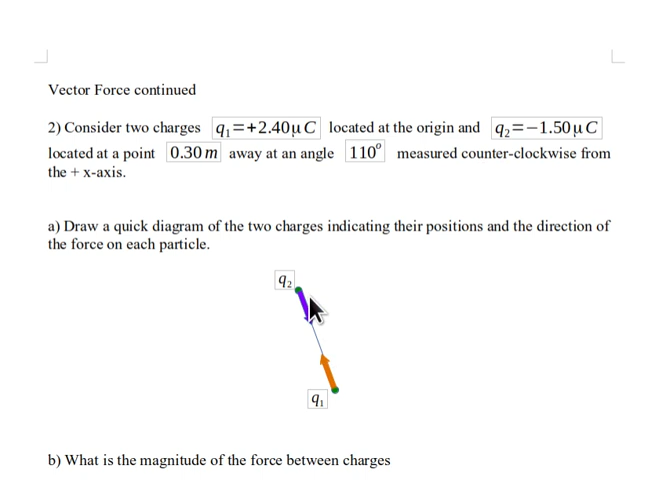 Vector Force continued
2) Consider two charges q₁=+2.40μC located at the origin and q₂=−1.50μC
located at a point 0.30m away at an angle 110° measured counter-clockwise from
the + x-axis.
a) Draw a quick diagram of the two charges indicating their positions and the direction of
the force on each particle.
q₂
q₁
b) What is the magnitude of the force between charges